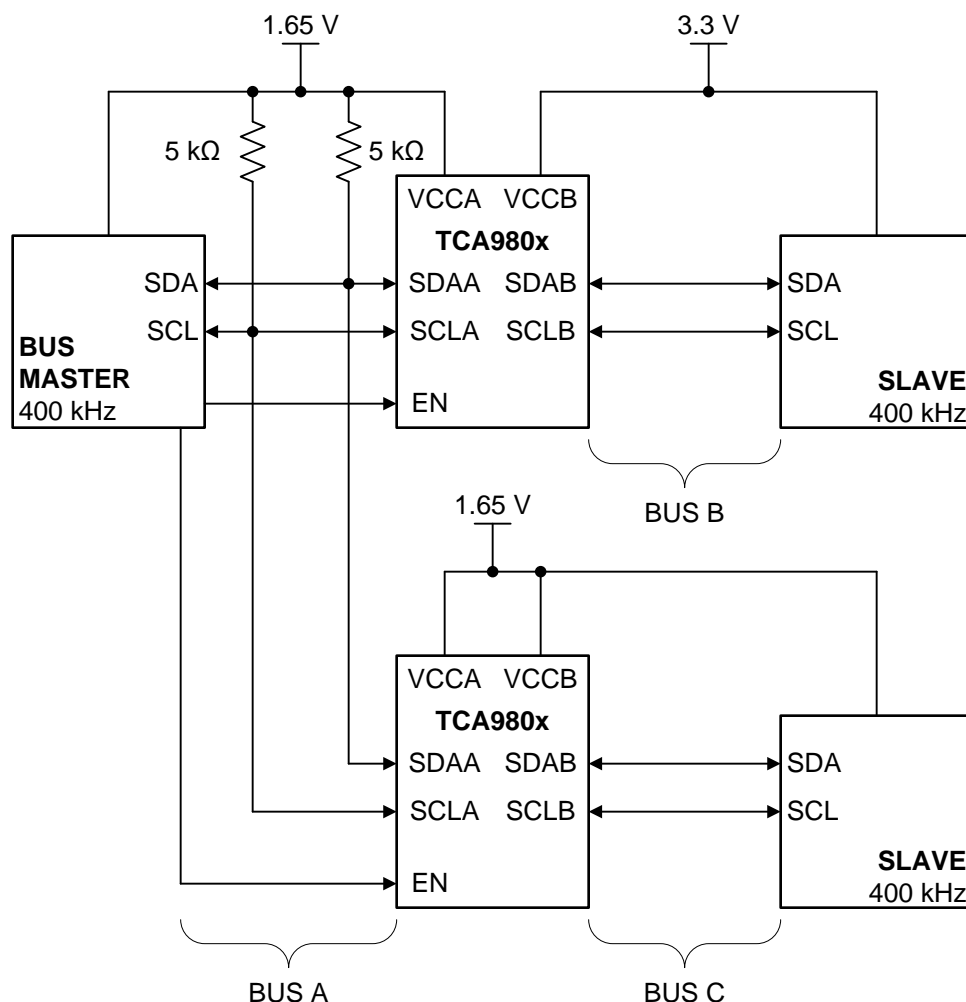 1.65 V
3.3 V
5 kΩ
5 kΩ
VCCA VCCB
TCA980x
SDA
SDAA SDAB
SDA
SCL
SCLA SCLB
SCL
BUS
MASTER
400 kHz
EN
SLAVE
400 kHz
BUS B
1.65 V
VCCA VCCB
TCA980x
SDAA SDAB
SDA
SCLA SCLB
SCL
EN
SLAVE
400 kHz
BUS A
BUS C